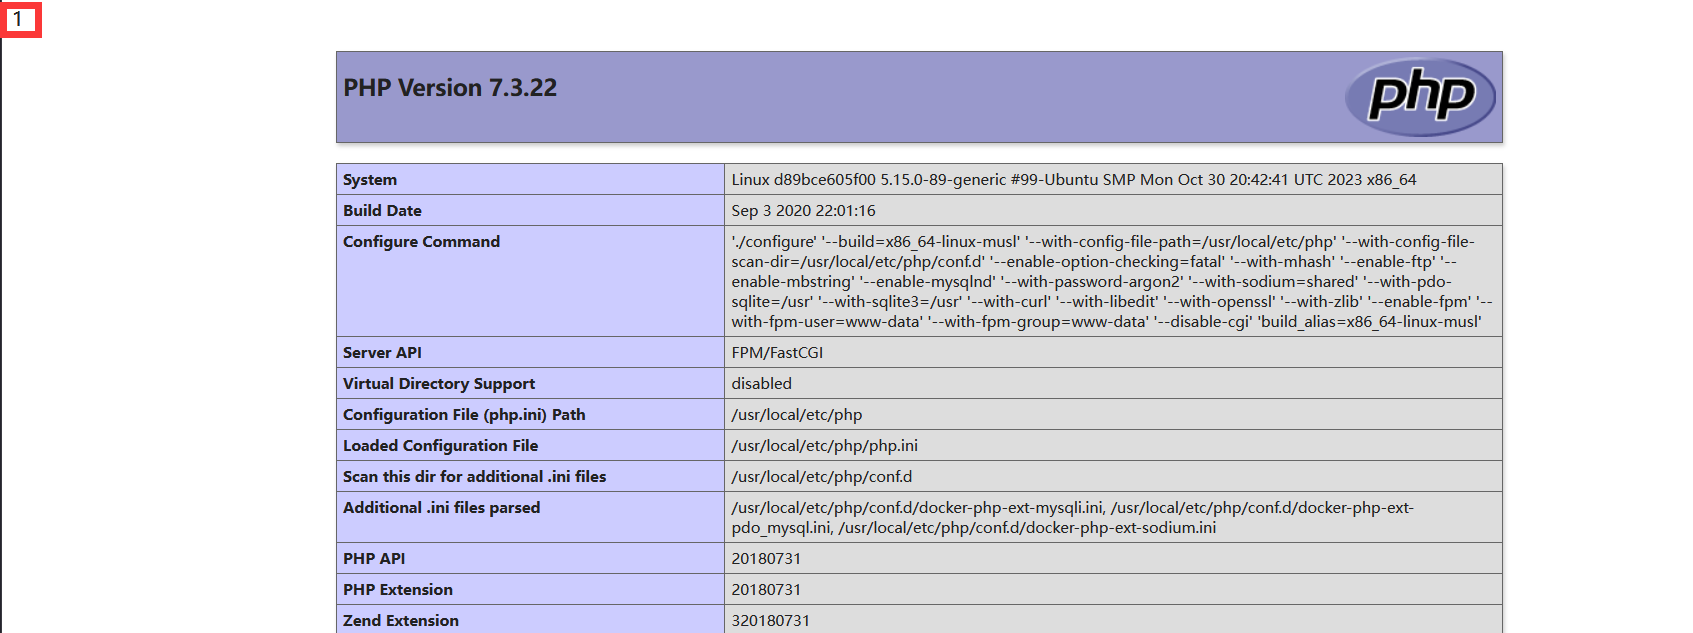 1
PHP Version 7.3.22
php
System
Linux d89bce605f00 5.15.0-89-generic #99-Ubuntu SMP Mon Oct 30 20:42:41 UTC 2023 x86_64
Build Date
Sep 3 2020 22:01:16
Configure Command
'./configure' '--build=x86_64-linux-musl' '--with-config-file-path=/usr/local/etc/php' '--with-config-file-
scan-dir=/usr/local/etc/php/conf.d' '--enable-option-checking=fatal' '--with-mhash' '--enable-ftp' '--
enable-mbstring' '--enable-mysqlnd' '--with-password-argon2' '--with-sodium=shared' '--with-pdo-
sqlite=/usr' '--with-sqlite3=/usr' '--with-curl' '--with-libedit' '--with-openssl' '--with-zlib' '--enable-fpm' '--
with-fpm-user=www-data' '--with-fpm-group=www-data' '--disable-cgi' 'build_alias=x86_64-linux-musl'
Server API
FPM/FastCGI
Virtual Directory Support
disabled
Configuration File (php.ini) Path
/usr/local/etc/php
Loaded Configuration File
/usr/local/etc/php/php.ini
Scan this dir for additional .ini files
/usr/local/etc/php/conf.d
Additional .ini files parsed
/usr/local/etc/php/conf.d/docker-php-ext-mysqli.ini, /usr/local/etc/php/conf.d/docker-php-ext-
pdo_mysql.ini, /usr/local/etc/php/conf.d/docker-php-ext-sodium.ini
PHP API
20180731
PHP Extension
20180731
Zend Extension
320180731